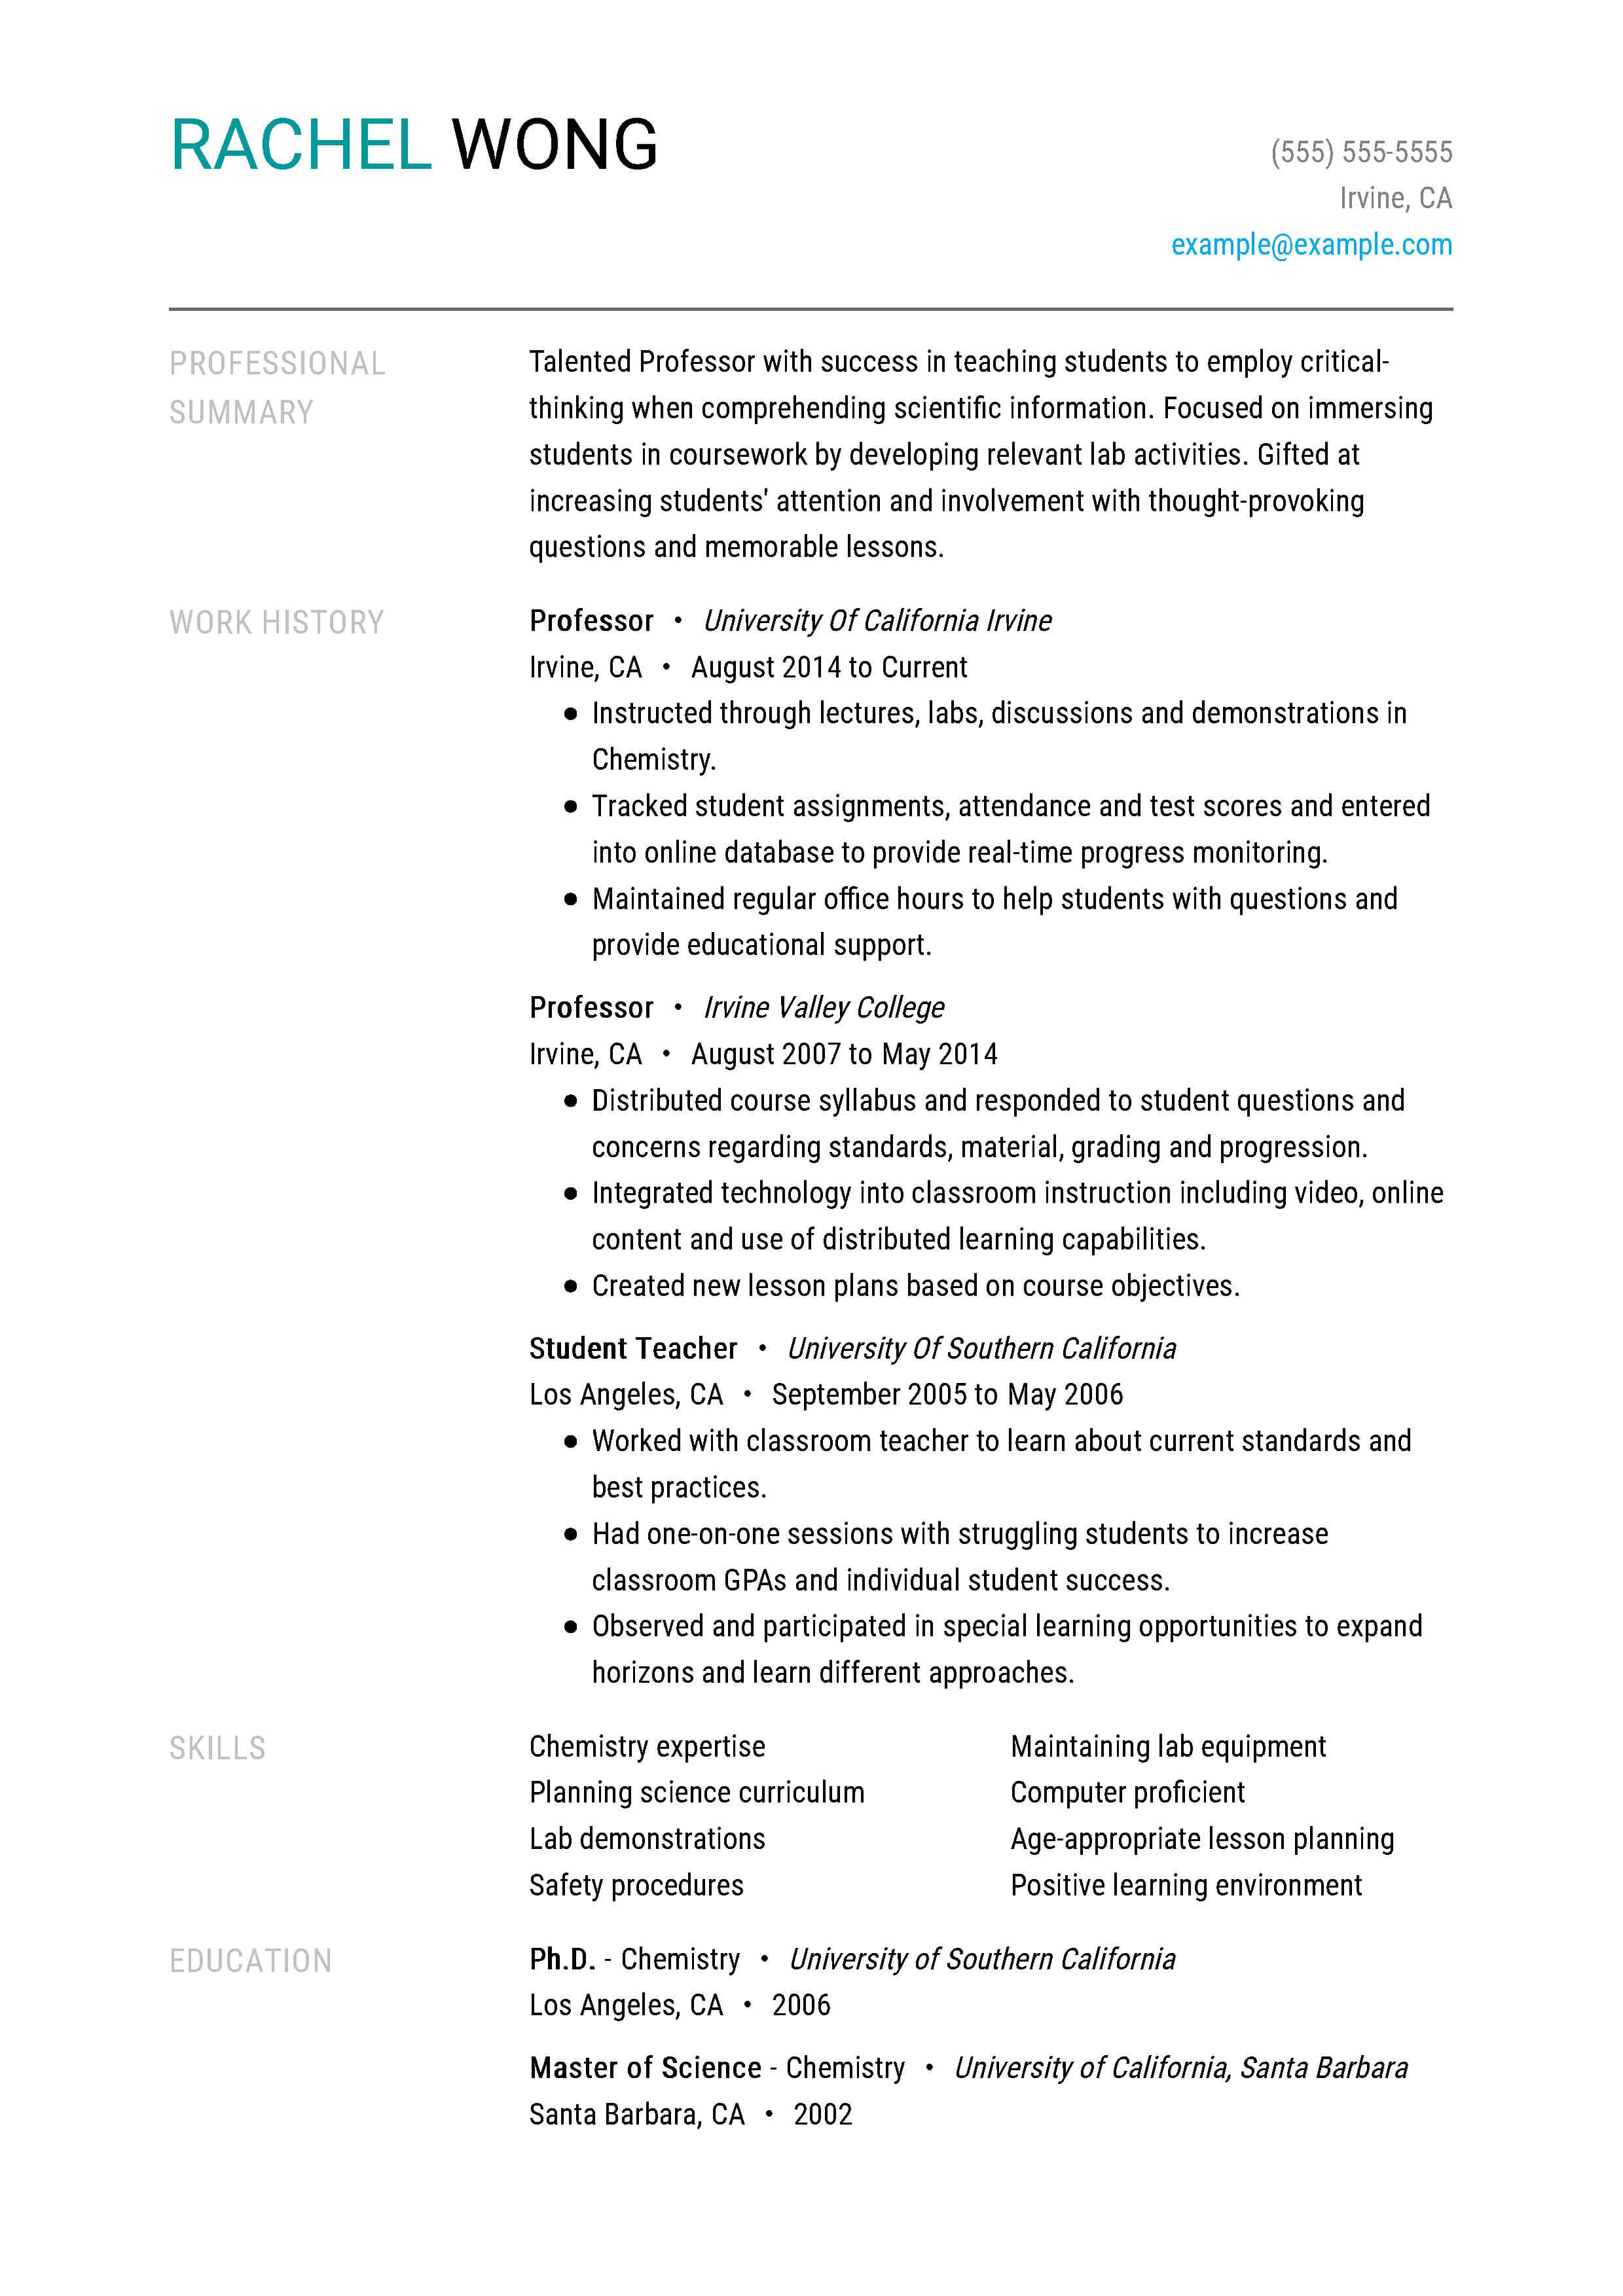 RACHEL WONG
(555) 555-5555
Irvine, CA
example@example.com
PROFESSIONAL
SUMMARY
Talented Professor with success in teaching students to employ critical-
thinking when comprehending scientific information. Focused on immersing
students in coursework by developing relevant lab activities. Gifted at
increasing students' attention and involvement with thought-provoking
questions and memorable lessons.
WORK HISTORY
Professor • University Of California Irvine
Irvine, CA • August 2014 to Current
● Instructed through lectures, labs, discussions and demonstrations in
Chemistry.
● Tracked student assignments, attendance and test scores and entered
into online database to provide real-time progress monitoring.
● Maintained regular office hours to help students with questions and
provide educational support.
Professor • Irvine Valley College
Irvine, CA • August 2007 to May 2014
● Distributed course syllabus and responded to student questions and
concerns regarding standards, material, grading and progression.
● Integrated technology into classroom instruction including video, online
content and use of distributed learning capabilities.
● Created new lesson plans based on course objectives.
Student Teacher • University Of Southern California
Los Angeles, CA • September 2005 to May 2006
● Worked with classroom teacher to learn about current standards and
best practices.
● Had one-on-one sessions with struggling students to increase
classroom GPAs and individual student success.
● Observed and participated in special learning opportunities to expand
horizons and learn different approaches.
SKILLS
Chemistry expertise
Planning science curriculum
Lab demonstrations
Safety procedures
Maintaining lab equipment
Computer proficient
Age-appropriate lesson planning
Positive learning environment
EDUCATION
Ph.D. - Chemistry • University of Southern California
Los Angeles, CA • 2006
Master of Science - Chemistry • University of California, Santa Barbara
Santa Barbara, CA • 2002